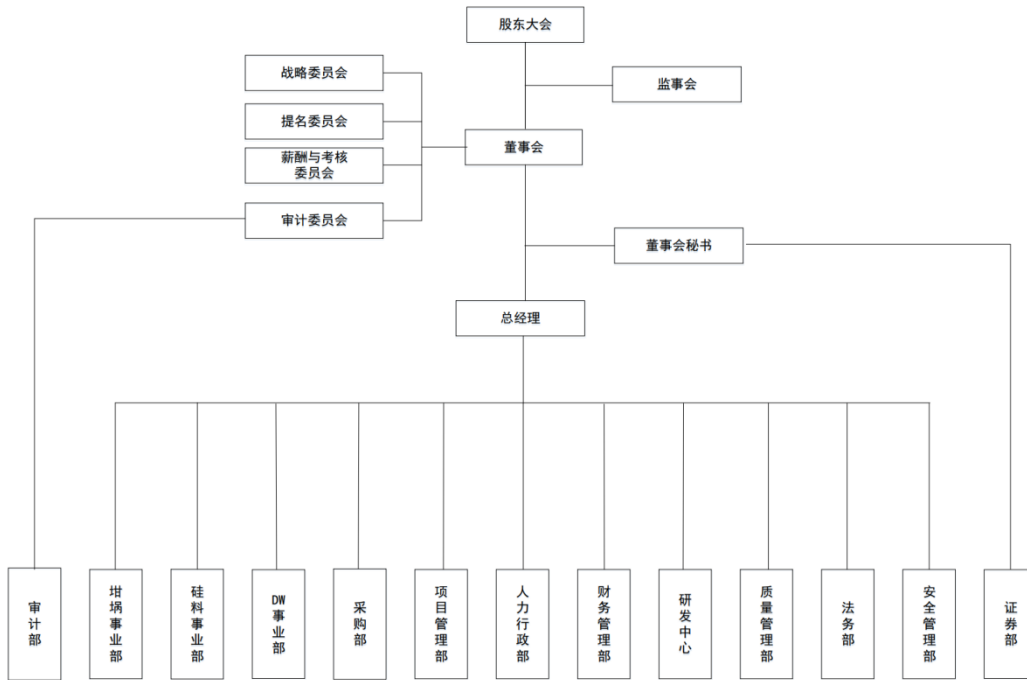 股东大会
战略委员会
监事会
提名委员会
董事会
薪酬与考核
委员会
审计委员会
董事会秘书
总经理
审计部
坩埚事业部
硅料事业部
DW事业部
采购部
项目管理部
人力行政部
财务管理部
研发中心
质量管理部
法务部
安全管理部
证券部